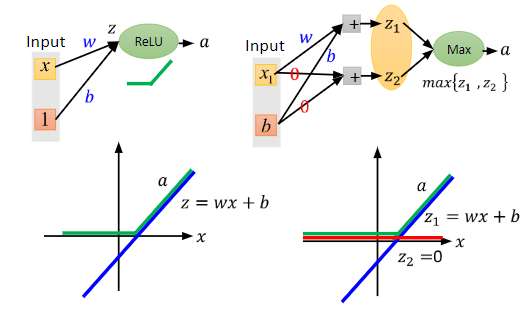 Input
w
z
ReLU
a
x
b
1
Input
w
+
z₁
b
Max
a
x₁
0
+
z₂
max{z₁ , z₂ }
b
0
a
z = wx + b
x
a
z₁ = wx + b
x
z₂ =0